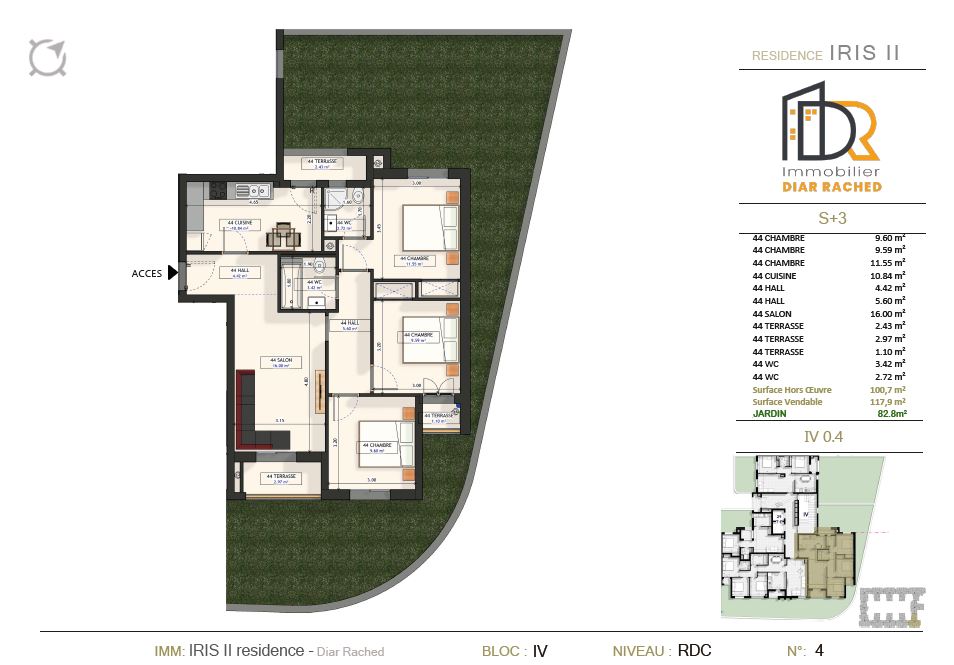 RESIDENCE IRIS II
DR
Immobilier
DIAR RACHED
S+3
44 CHAMBRE 9.60 m²
44 CHAMBRE 9.59 m²
44 CHAMBRE 11.55 m²
44 CUISINE 10.84 m²
44 HALL 4.42 m²
44 HALL 5.60 m²
44 SALON 16.00 m²
44 TERRASSE 2.43 m²
44 TERRASSE 2.97 m²
44 TERRASSE 1.10 m²
44 WC 3.42 m²
44 WC 2.72 m²
Surface Hors Œuvre 100,7 m²
Surface Vendable 117,9 m²
JARDIN 82.8m²
IV 0.4
IV
44 TERRASSE
2.43 m²
3.00
4.65
44 CUISINE
10.84 m²
2.20
1.60
1.70
44 WC
2.72 m²
3.45
44 CHAMBRE
11.55 m²
ACCES
44 HALL
4.42 m²
1.90
1.80
44 WC
3.42 m²
44 HALL
5.60 m²
3.20
44 CHAMBRE
9.59 m²
3.00
44 SALON
16.00 m²
4.80
3.15
44 TERRASSE
1.10 m²
3.20
44 CHAMBRE
9.60 m²
3.00
44 TERRASSE
2.97 m²
IMM: IRIS II residence - Diar Rached BLOC : IV NIVEAU : RDC N°: 4